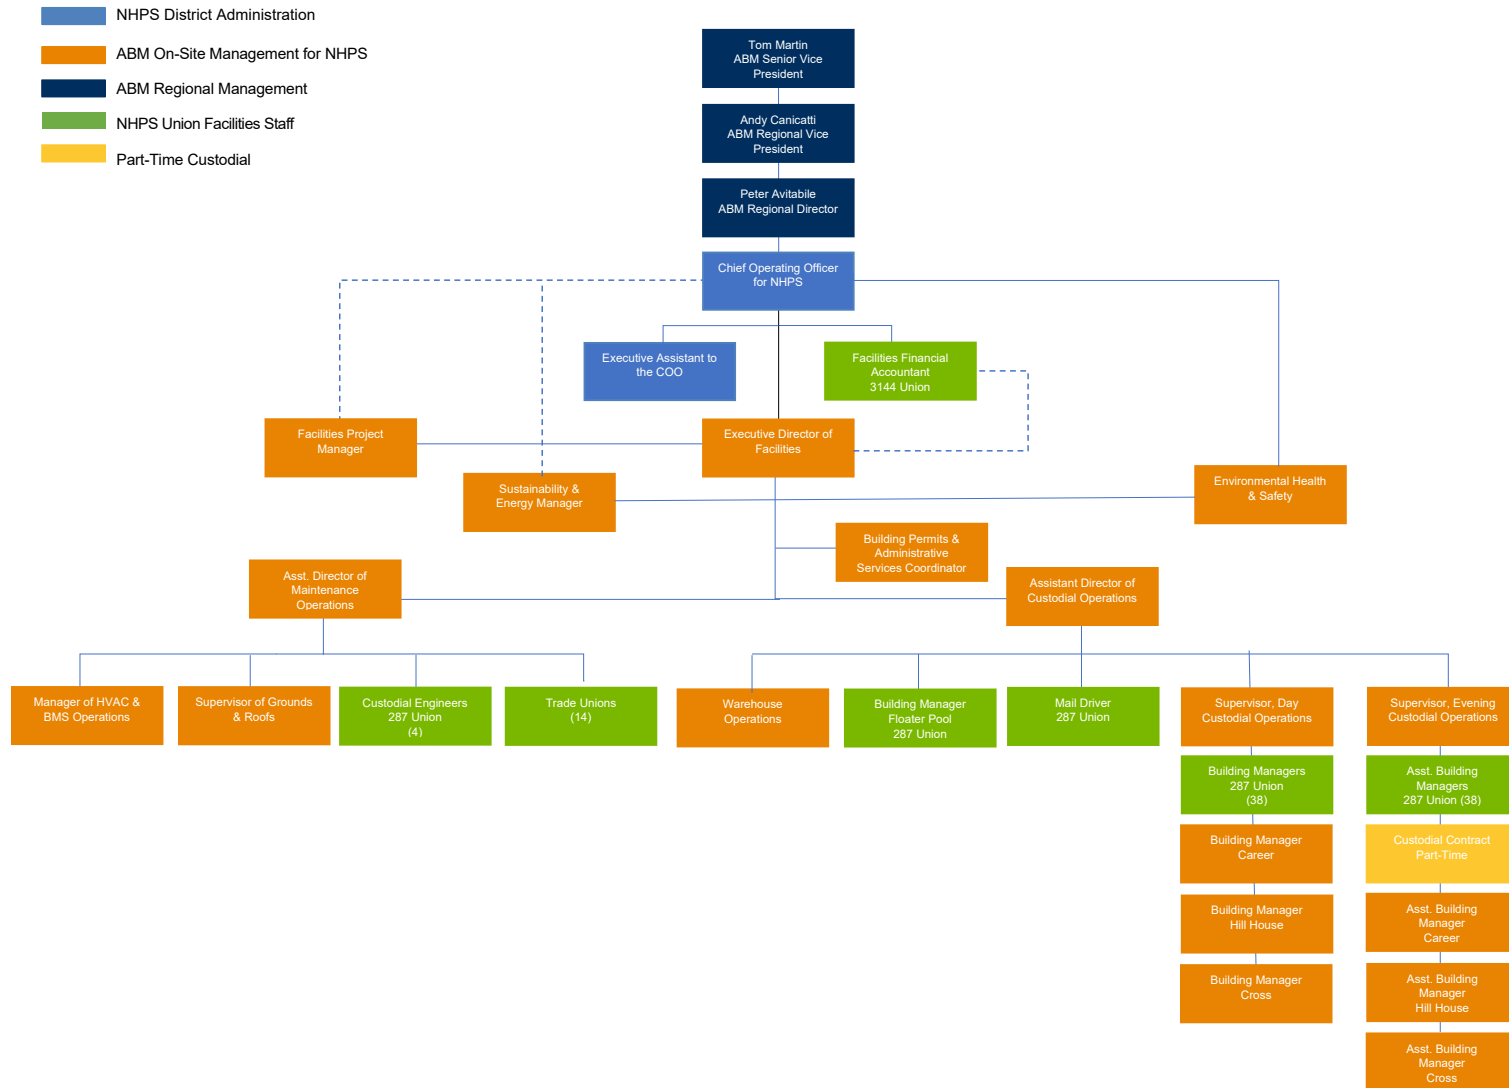 NHPS District Administration
ABM On-Site Management for NHPS
ABM Regional Management
NHPS Union Facilities Staff
Part-Time Custodial
Tom Martin
ABM Senior Vice
President
Andy Canicatti
ABM Regional Vice
President
Peter Avitabile
ABM Regional Director
Chief Operating Officer
for NHPS
Executive Assistant to
the COO
Facilities Financial
Accountant
3144 Union
Facilities Project
Manager
Executive Director of
Facilities
Sustainability &
Energy Manager
Environmental Health
& Safety
Building Permits &
Administrative
Services Coordinator
Asst. Director of
Maintenance
Operations
Assistant Director of
Custodial Operations
Manager of HVAC &
BMS Operations
Supervisor of Grounds
& Roofs
Custodial Engineers
287 Union
(4)
Trade Unions
(14)
Warehouse
Operations
Building Manager
Floater Pool
287 Union
Mail Driver
287 Union
Supervisor, Day
Custodial Operations
Supervisor, Evening
Custodial Operations
Building Managers
287 Union
(38)
Asst. Building
Managers
287 Union (38)
Building Manager
Career
Custodial Contract
Part-Time
Building Manager
Hill House
Asst. Building
Manager
Career
Building Manager
Cross
Asst. Building
Manager
Hill House
Asst. Building
Manager
Cross